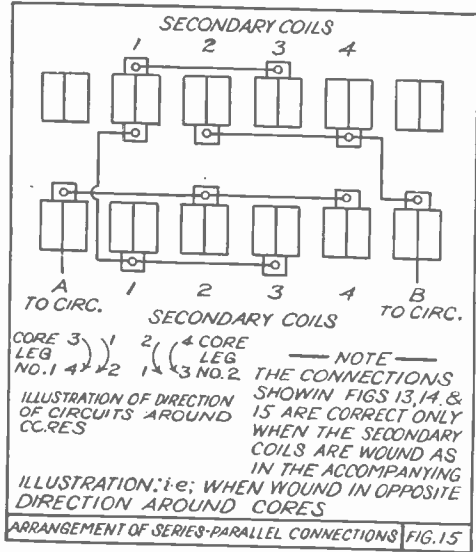 SECONDARY COILS
1 2 3 4
A
TO CIRC.
1 2 3 4
B
TO CIRC.
SECONDARY COILS
CORE 3 1 2 4 CORE
LEG LEG
NO.1 4 2 1 3 NO.2
ILLUSTRATION OF DIRECTION
OF CIRCUITS AROUND
CORES
NOTE
THE CONNECTIONS
SHOWIN FIGS 13,14.&
15 ARE CORRECT ONLY
WHEN THE SECONDARY
COILS ARE WOUND AS
IN THE ACCOMPANYING
ILLUSTRATION: i·e; WHEN WOUND IN OPPOSITE
DIRECTION AROUND CORES
ARRANGEMENT OF SERIES-PARALLEL CONNECTIONS FIG.15